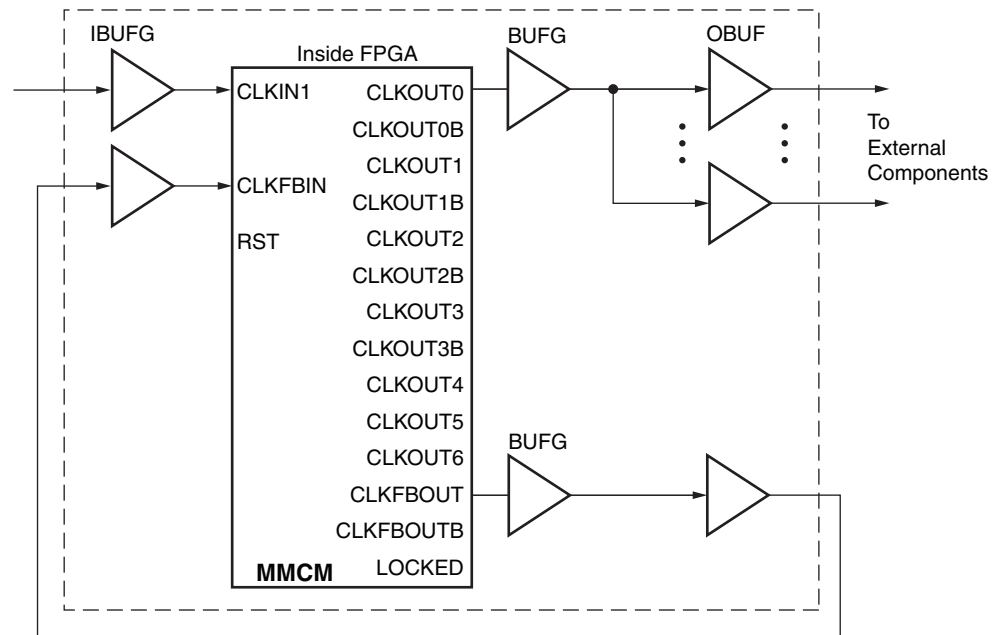 IBUFG
BUFG
OBUF
Inside FPGA
CLKIN1
CLKOUT0
CLKOUT0B
CLKOUT1
CLKFBIN
CLKOUT1B
RST
CLKOUT2
CLKOUT2B
CLKOUT3
CLKOUT3B
CLKOUT4
CLKOUT5
CLKOUT6
BUFG
CLKFBOUT
CLKFBOUTB
MMCM
LOCKED
To
External
Components